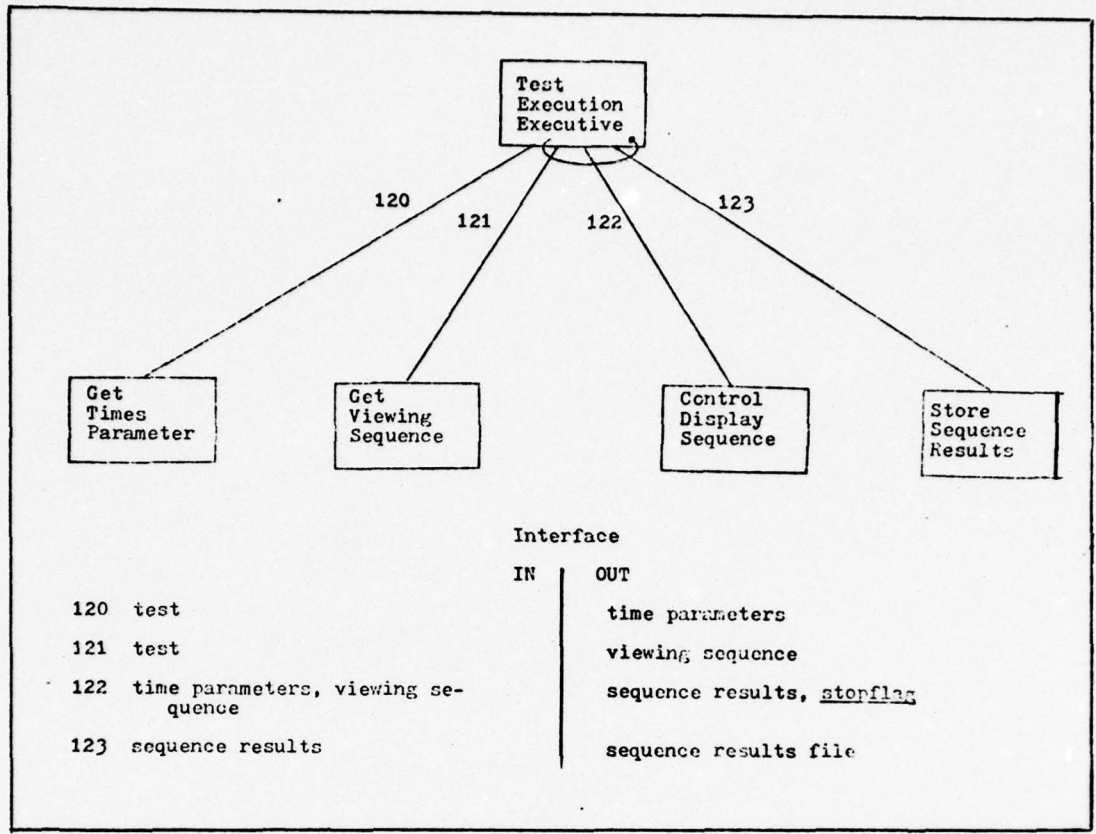 Test
Execution
Executive
120
121
122
123
Get
Times
Parameter
Get
Viewing
Sequence
Control
Display
Sequence
Store
Sequence
Results
Interface
IN OUT
120 test time parameters
121 test viewing sequence
122 time parameters, viewing se- sequence results, stopflag
quence
123 sequence results sequence results file